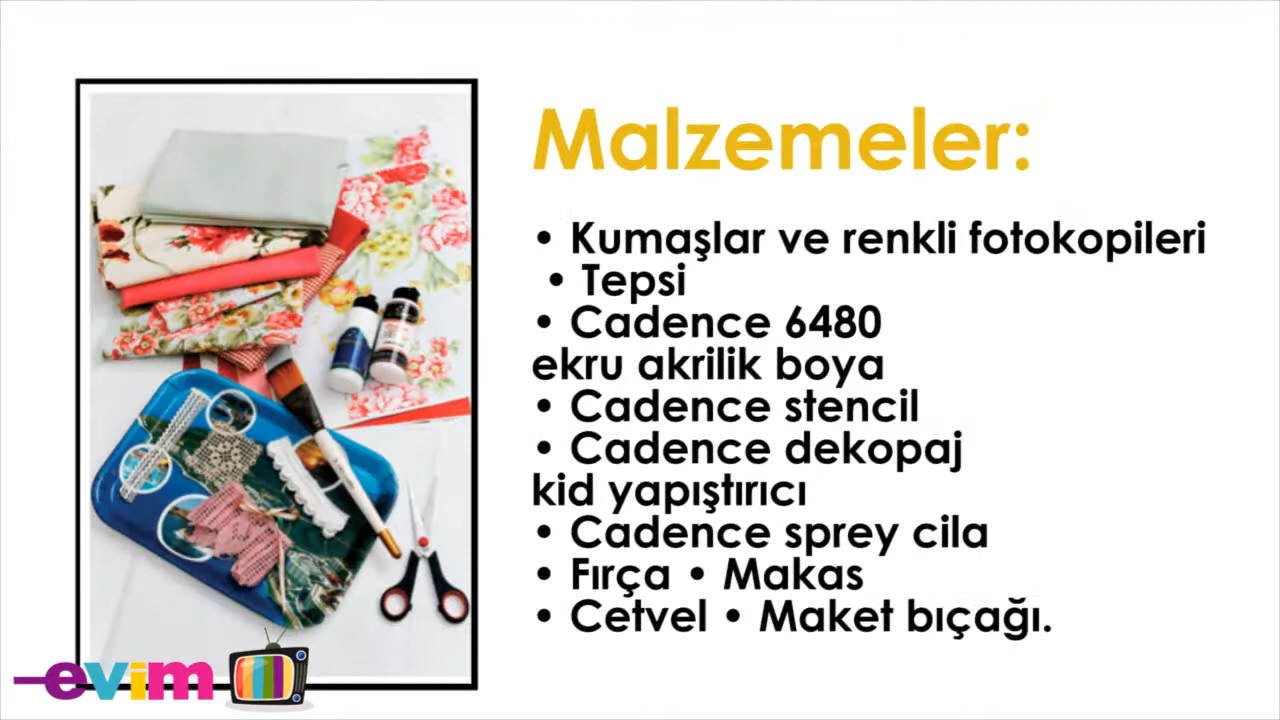 Malzemeler:
• Kumaşlar ve renkli fotokopileri
• Tepsi
• Cadence 6480
ekru akrilik boya
• Cadence stencil
• Cadence dekopaj
kid yapıştırıcı
• Cadence sprey cila
• Fırça • Makas
• Cetvel • Maket bıçağı.
evim